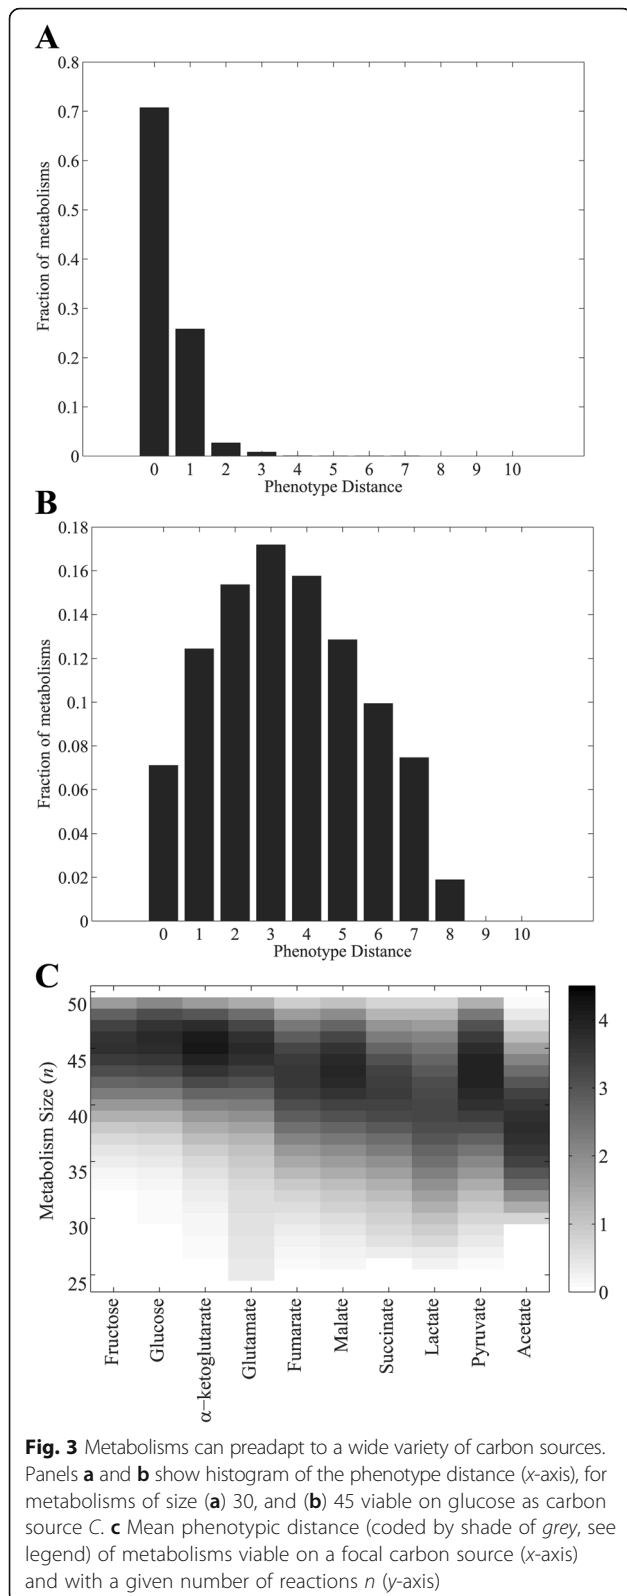 A
0.8
0.7
0.6
0.5
0.4
0.3
0.2
0.1
0
Fraction of metabolisms
0 1 2 3 4 5 6 7 8 9 10
Phenotype Distance
B
0.18
0.16
0.14
0.12
0.1
0.08
0.06
0.04
0.02
0
Fraction of metabolisms
0 1 2 3 4 5 6 7 8 9 10
Phenotype Distance
C
50
45
40
35
30
25
Metabolism Size (n)
Fructose
Glucose
α-ketoglutarate
Glutamate
Fumarate
Malate
Succinate
Lactate
Pyruvate
Acetate
4
3
2
1
0
Fig. 3 Metabolisms can preadapt to a wide variety of carbon sources.
Panels a and b show histogram of the phenotype distance (x-axis), for
metabolisms of size (a) 30, and (b) 45 viable on glucose as carbon
source C. c Mean phenotypic distance (coded by shade of grey, see
legend) of metabolisms viable on a focal carbon source (x-axis)
and with a given number of reactions n (y-axis)